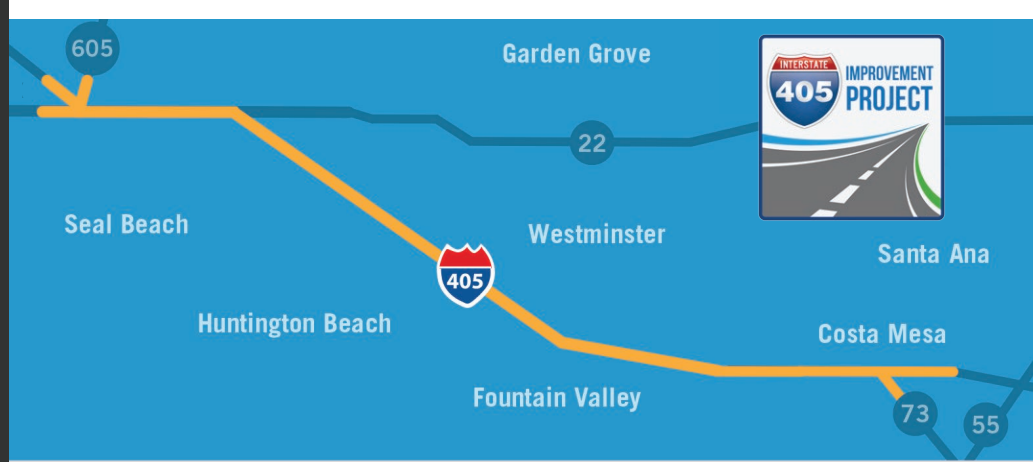 605
Garden Grove
INTERSTATE
405
IMPROVEMENT
PROJECT
22
Seal Beach
Westminster
Santa Ana
405
Huntington Beach
Costa Mesa
Fountain Valley
73
55